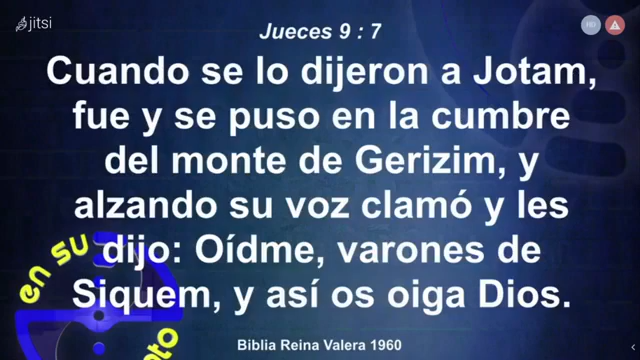 jitsi
HD
Jueces 9 : 7
Cuando se lo dijeron a Jotam,
fue y se puso en la cumbre
del monte de Gerizim, y
alzando su voz clamó y les
dijo: Oídme, varones de
Siquem, y así os oiga Dios.
en su
Biblia Reina Valera 1960